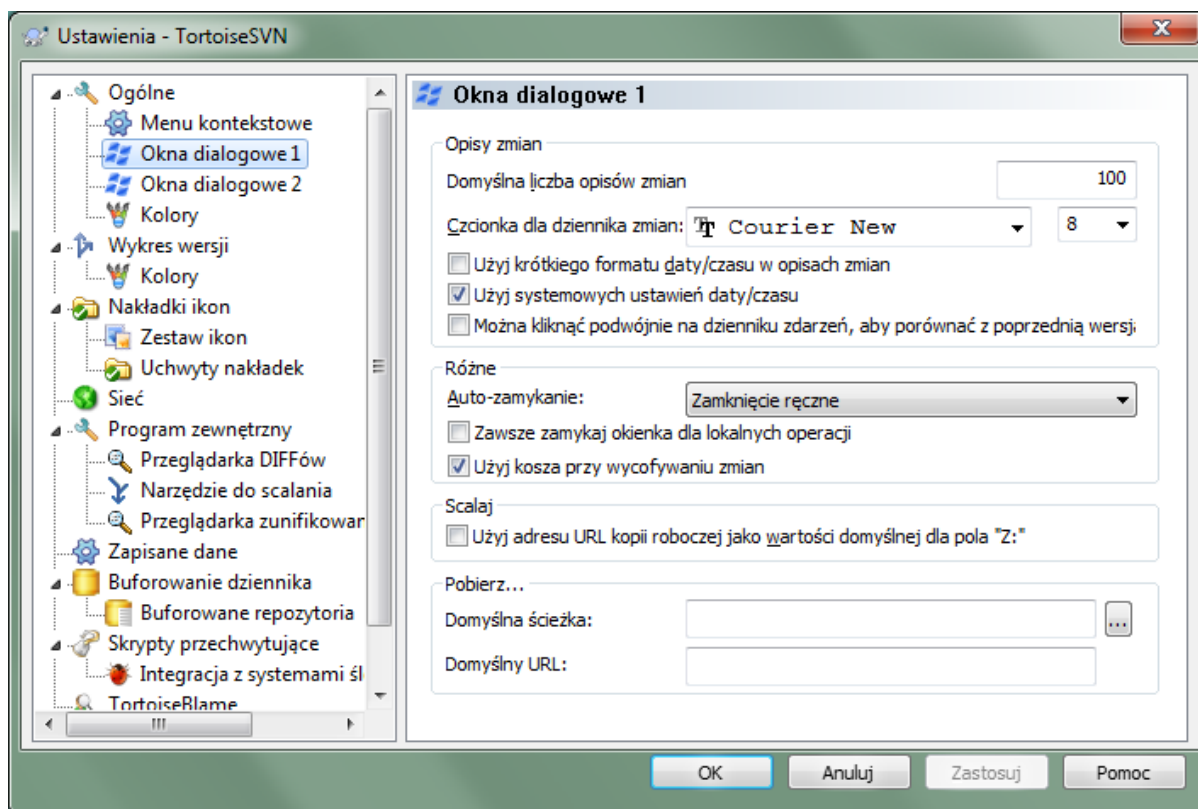 Ustawienia - TortoiseSVN
Ogólne
Menu kontekstowe
Okna dialogowe 1
Okna dialogowe 2
Kolory
Wykres wersji
Kolory
Nakładki ikon
Zestaw ikon
Uchwyty nakładek
Sieć
Program zewnętrzny
Przeglądarka DIFFów
Narzędzie do scalania
Przeglądarka zunifikowar
Zapisane dane
Buforowanie dziennika
Buforowane repozytoria
Skrypty przechwytujące
Integracja z systemami śl
TortoiseBlame
Okna dialogowe 1
Opisy zmian
Domyślna liczba opisów zmian 100
Czcionka dla dziennika zmian: Courier New 8
Użyj krótkiego formatu daty/czasu w opisach zmian
Użyj systemowych ustawień daty/czasu
Można kliknąć podwójnie na dzienniku zdarzeń, aby porównać z poprzednią wersją
Różne
Auto-zamykanie: Zamknięcie ręczne
Zawsze zamykaj okienka dla lokalnych operacji
Użyj kosza przy wycofywaniu zmian
Scalaj
Użyj adresu URL kopii roboczej jako wartości domyślnej dla pola "Z:"
Pobierz...
Domyślna ścieżka: ...
Domyślny URL:
OK Anuluj Zastosuj Pomoc